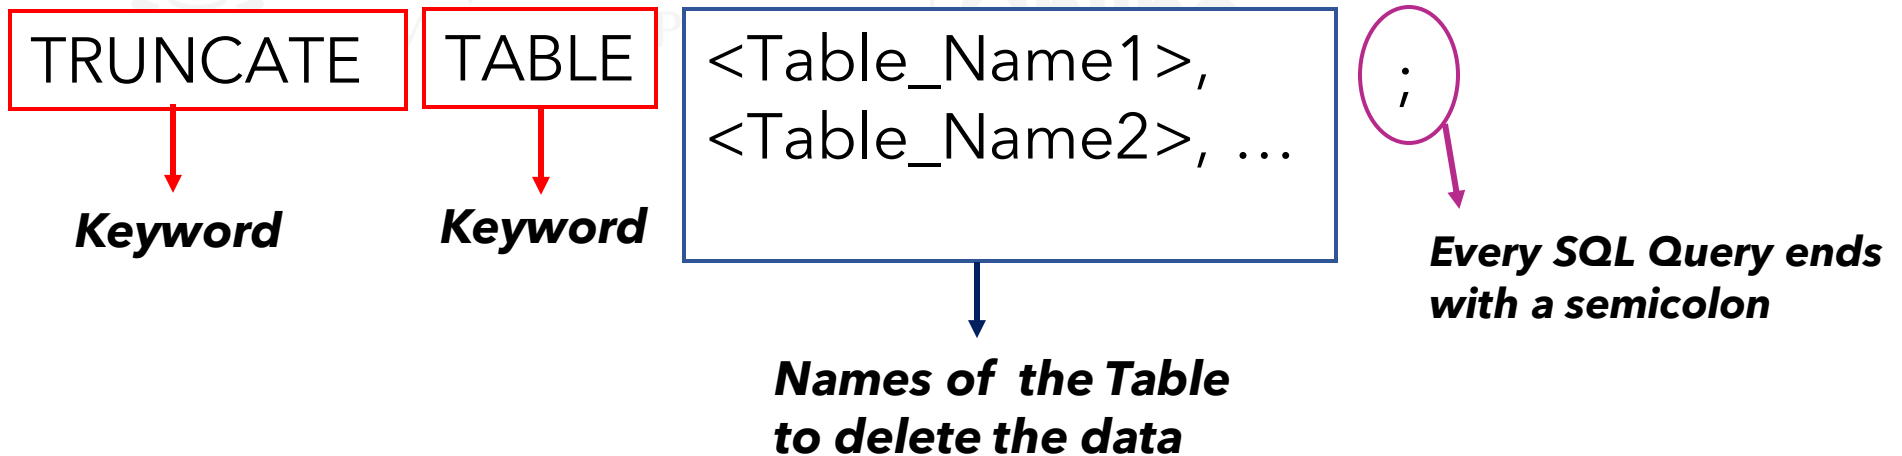 TRUNCATE TABLE <Table_Name1>, ;
<Table_Name2>, ...
Keyword Keyword
Every SQL Query ends
with a semicolon
Names of the Table
to delete the data